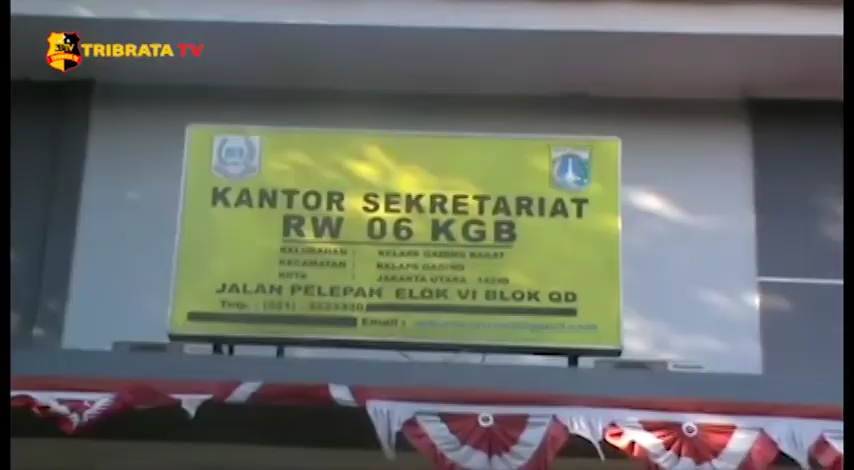 TRIBRATA TV
KANTOR SEKRETARIAT
RW 06 KGB
KELURAHAN : KELAPA GADING BARAT
KECAMATAN : KELAPA GADING
KOTA : JAKARTA UTARA
JALAN PELEPAH ELOK VI BLOK QD
Telp. : (021)
Email :